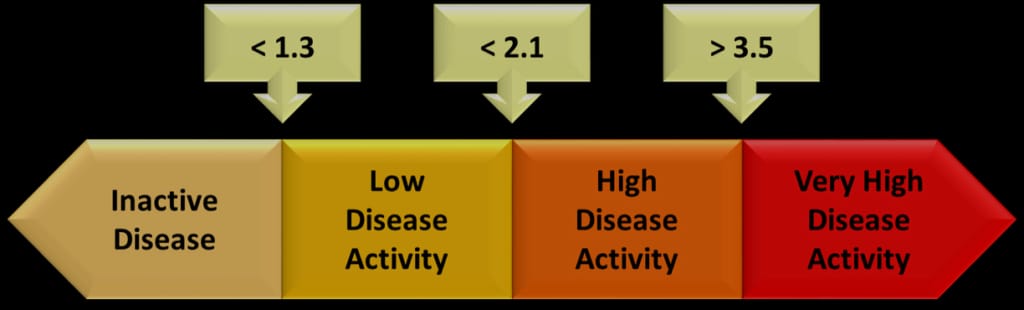 < 1.3
< 2.1
> 3.5
Inactive
Disease
Low
Disease
Activity
High
Disease
Activity
Very High
Disease
Activity